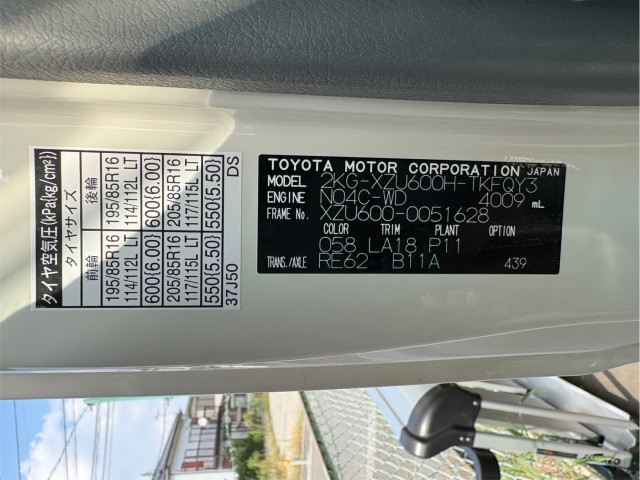 タイヤ空気圧(kPa{kg/cm²})
タイヤサイズ
前輪 後輪
195/85R16 195/85R16
114/112L LT 114/112L LT
600{6.00} 600{6.00}
205/85R16 205/85R16
117/115L LT 117/115L LT
550{5.50} 550{5.50}
37J50 DS
TOYOTA MOTOR CORPORATION JAPAN
MODEL 2KG-XZU600H-TKFQY3
ENGINE N04C-WD 4009 mL
FRAME No. XZU600-0051628
COLOR TRIM PLANT OPTION
058 LA18 P11
TRANS./AXLE RE62 B11A 439